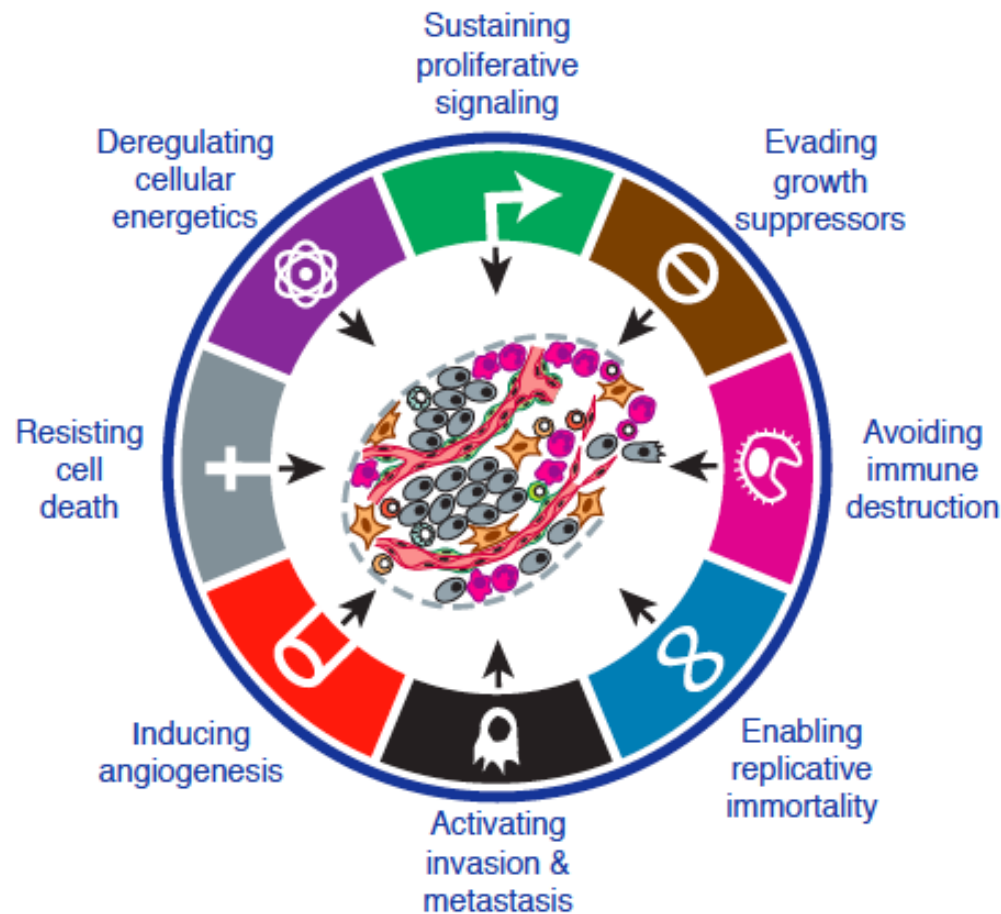 Sustaining
proliferative
signaling
Evading
growth
suppressors
Avoiding
immune
destruction
Enabling
replicative
immortality
Activating
invasion &
metastasis
Inducing
angiogenesis
Resisting
cell
death
Deregulating
cellular
energetics